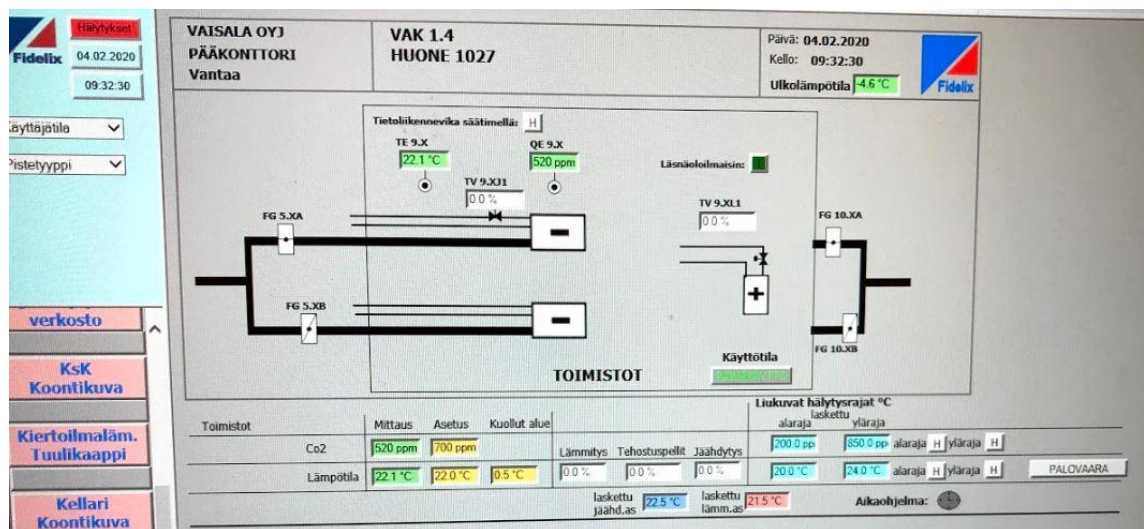 Hälytykset
Fidelix
04.02.2020
09:32:30
Käyttäjätila
Pistetyyppi
verkosto
KsK
Koontikuva
Kiertoilmaläm.
Tuulikaappi
Kellari
Koontikuva
VAISALA OYJ
PÄÄKONTTORI
Vantaa
VAK 1.4
HUONE 1027
Päivä: 04.02.2020
Kello: 09:32:30
Ulkolämpötila -4.6 °C
Fidelix
Tietoliikennevika säätimellä: H
TE 9.X QE 9.X
22.1 °C 520 ppm
Läsnäoloilmaisin:
TV 9.XJ1
0.0 %
TV 9.XL1
0.0 %
FG 5.XA
FG 10.XA
FG 5.XB
FG 10.XB
Käyttötila
TOIMISTOT
Liukuvat hälytysrajat °C
laskettu
Toimistot Mittaus Asetus Kuollut alue alaraja yläraja
Co2 520 ppm 700 ppm Lämmitys Tehostuspellit Jäähdytys 200.0 pp 850.0 pp alaraja H yläraja H
Lämpötila 22.1 °C 22.0 °C 0.5 °C 0.0 % 0.0 % 0.0 % 20.0 °C 24.0 °C alaraja H yläraja H PALOVAARA
laskettu jäähd.as 22.5 °C laskettu lämm.as 21.5 °C Aikaohjelma: